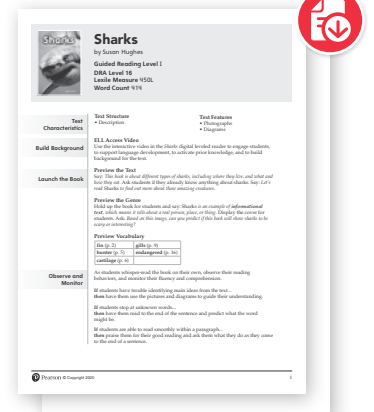 Sharks
Sharks
by Susan Hughes
Guided Reading Level I
DRA Level 16
Lexile Measure 450L
Word Count 474
Text
Characteristics
Text Structure
• Description
Text Features
• Photographs
• Diagrams
Build Background
ELL Access Video
Use the interactive video in the Sharks digital leveled reader to engage students,
to support language development, to activate prior knowledge, and to build
background for the text.
Launch the Book
Preview the Text
Say: This book is about different types of sharks, including where they live, and what and
how they eat. Ask students if they already know anything about sharks. Say: Let's
read Sharks to find out more about these amazing creatures.
Preview the Genre
Hold up the book for students and say: Sharks is an example of informational
text, which means it tells about a real person, place, or thing. Display the cover for
students. Ask: Based on this image, can you predict if this book will show sharks to be
scary or interesting?
Preview Vocabulary
fin (p. 2) gills (p. 9)
hunter (p. 5) endangered (p. 16)
cartilage (p. 6)
Observe and
Monitor
As students whisper-read the book on their own, observe their reading
behaviors, and monitor their fluency and comprehension.
If students have trouble identifying main ideas from the text...
then have them use the pictures and diagrams to guide their understanding.
If students stop at unknown words...
then have them read to the end of the sentence and predict what the word
might be.
If students are able to read smoothly within a paragraph...
then praise them for their good reading and ask them what they do as they come
to the end of a sentence.
Pearson © Copyright 2020
1